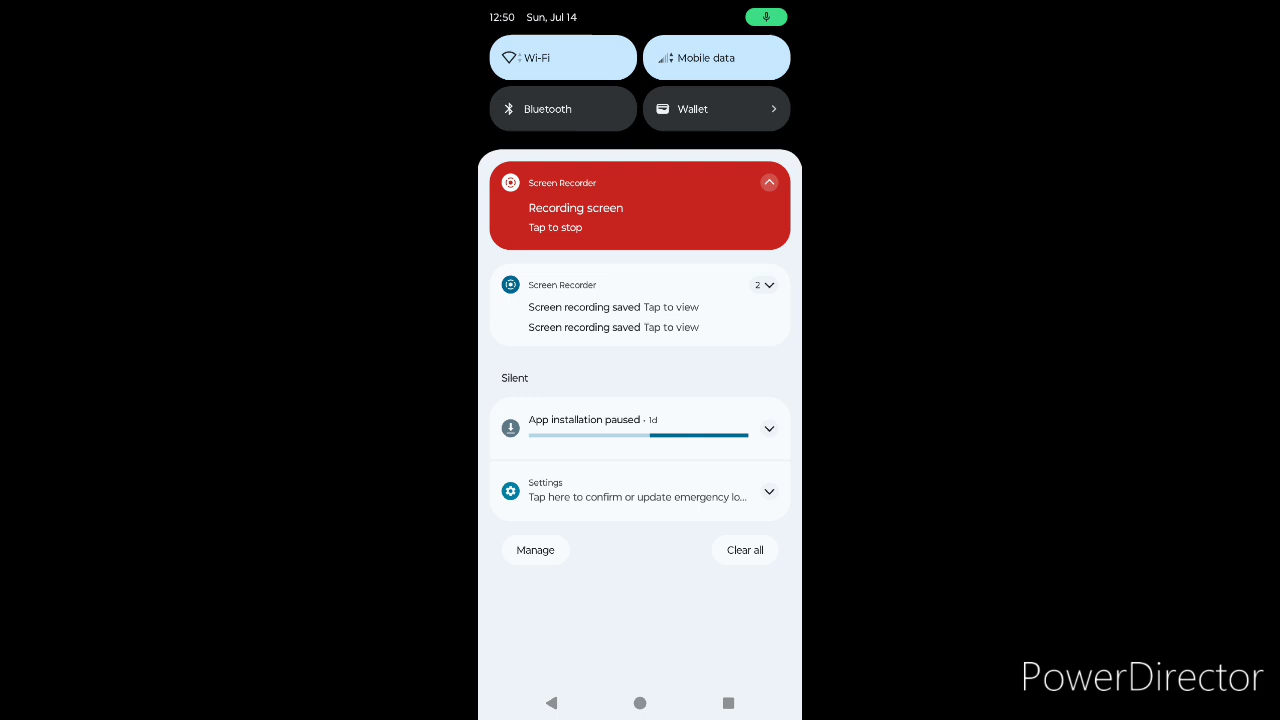 12:50 Sun, Jul 14
Wi-Fi Mobile data
Bluetooth Wallet
Screen Recorder
Recording screen
Tap to stop
Screen Recorder 2
Screen recording saved Tap to view
Screen recording saved Tap to view
Silent
App installation paused • 1d
Settings
Tap here to confirm or update emergency lo...
Manage Clear all
PowerDirector